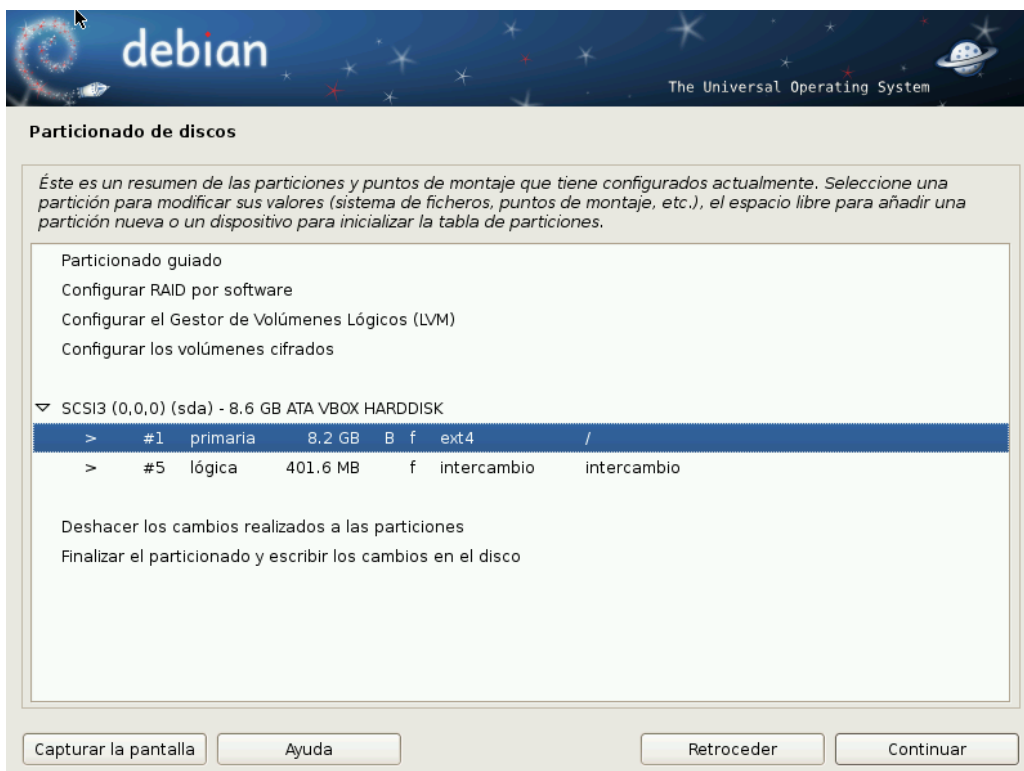 debian
The Universal Operating System
Particionado de discos
Éste es un resumen de las particiones y puntos de montaje que tiene configurados actualmente. Seleccione una
partición para modificar sus valores (sistema de ficheros, puntos de montaje, etc.), el espacio libre para añadir una
partición nueva o un dispositivo para inicializar la tabla de particiones.
Particionado guiado
Configurar RAID por software
Configurar el Gestor de Volúmenes Lógicos (LVM)
Configurar los volúmenes cifrados
SCSI3 (0,0,0) (sda) - 8.6 GB ATA VBOX HARDDISK
> #1 primaria 8.2 GB B f ext4 /
> #5 lógica 401.6 MB f intercambio intercambio
Deshacer los cambios realizados a las particiones
Finalizar el particionado y escribir los cambios en el disco
Capturar la pantalla Ayuda Retroceder Continuar